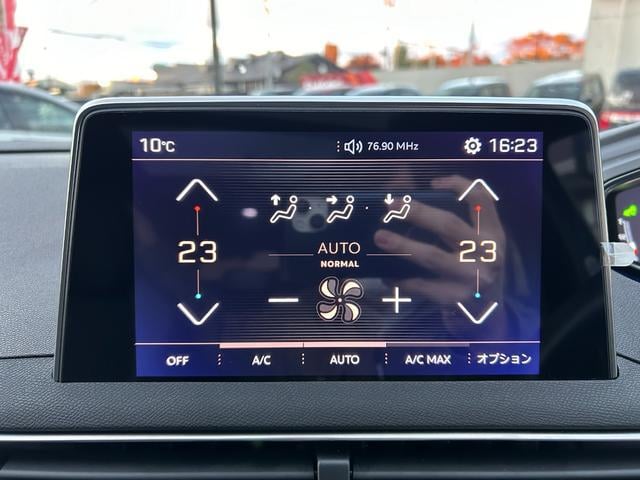 10°C 76.90 MHz 16:23
23 AUTO 23
NORMAL
OFF A/C AUTO A/C MAX オプション